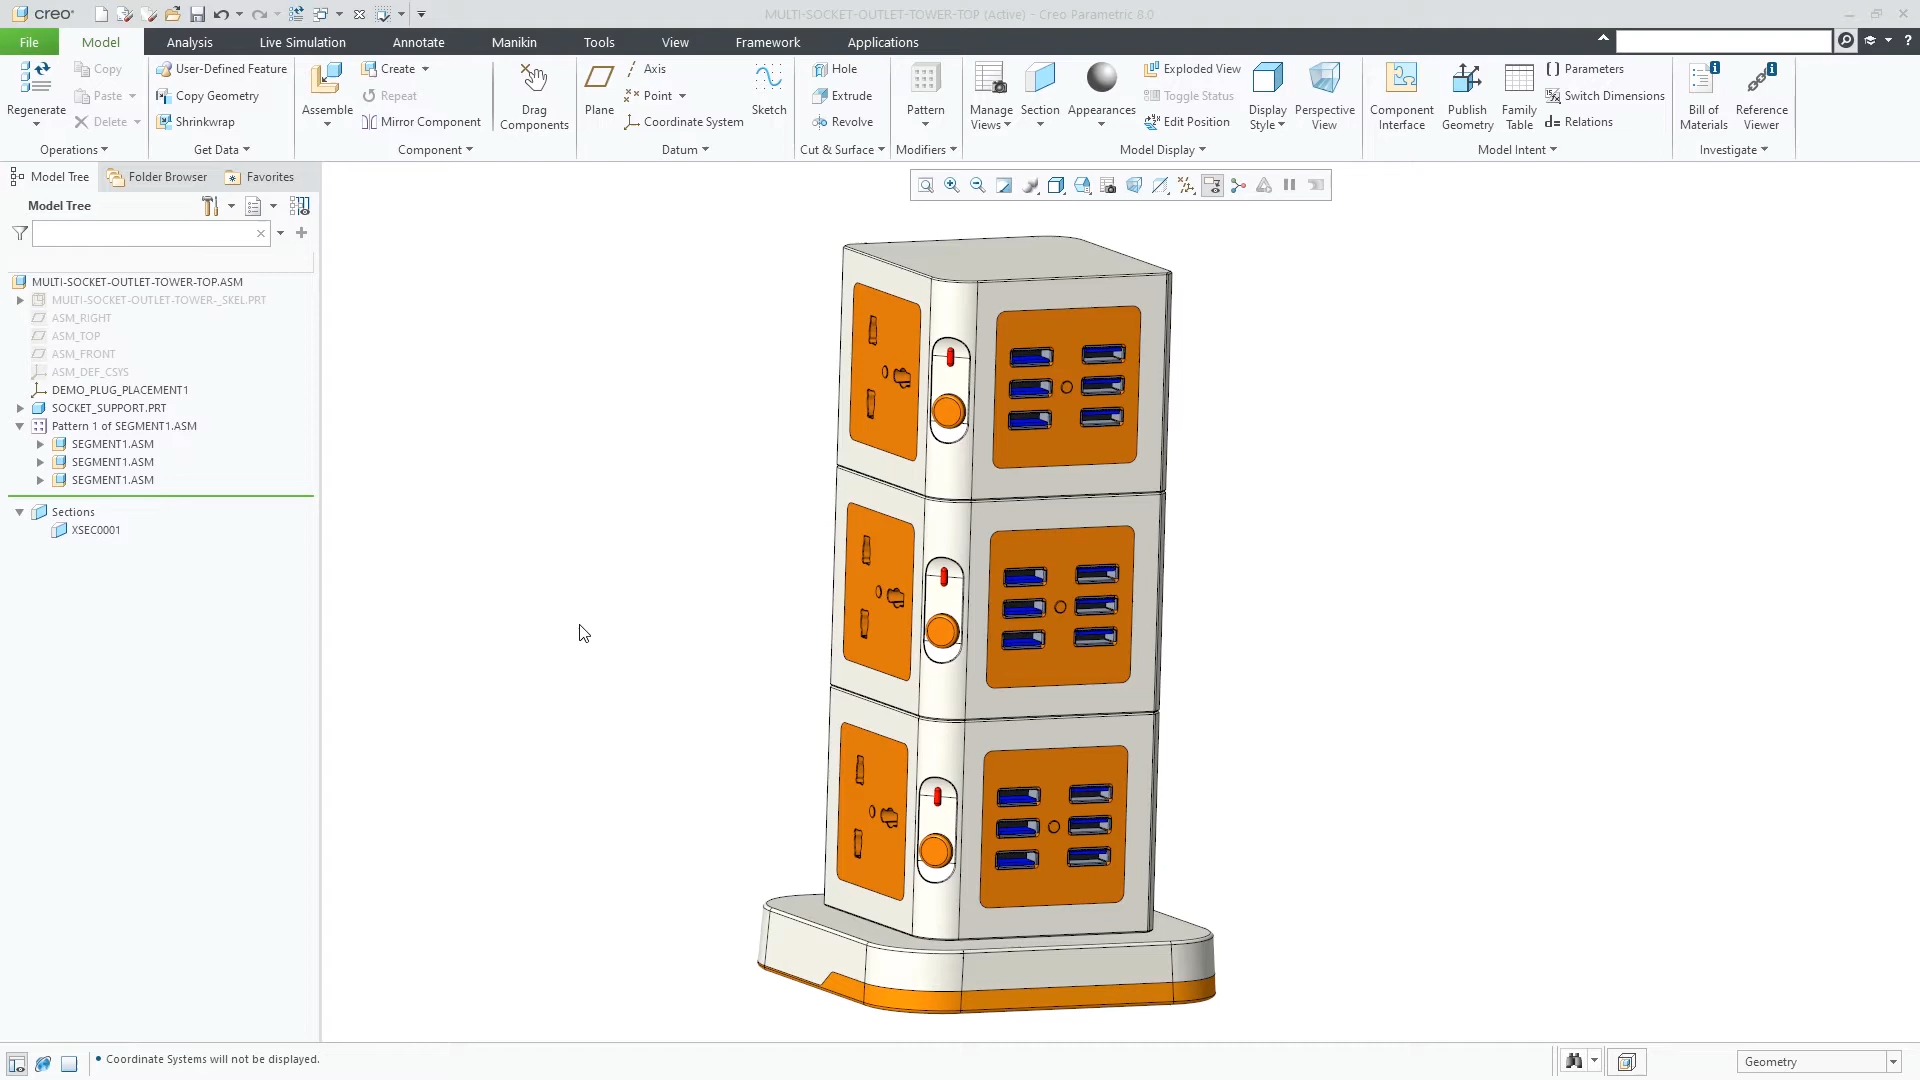 creo
MULTI-SOCKET-OUTLET-TOWER-TOP (Active) - Creo Parametric 8.0
File Model Analysis Live Simulation Annotate Manikin Tools View Framework Applications
Regenerate
Copy
Paste
Delete
Operations
User-Defined Feature
Copy Geometry
Shrinkwrap
Get Data
Assemble
Create
Repeat
Mirror Component
Drag
Components
Component
Plane
Axis
Point
Coordinate System
Sketch
Datum
Hole
Extrude
Revolve
Cut & Surface
Pattern
Modifiers
Manage
Views
Section
Appearances
Exploded View
Toggle Status
Edit Position
Display
Style
Perspective
View
Model Display
Component
Interface
Publish
Geometry
Family
Table
Parameters
Switch Dimensions
d= Relations
Model Intent
Bill of
Materials
Reference
Viewer
Investigate
Model Tree Folder Browser Favorites
Model Tree
MULTI-SOCKET-OUTLET-TOWER-TOP.ASM
MULTI-SOCKET-OUTLET-TOWER-_SKEL.PRT
ASM_RIGHT
ASM_TOP
ASM_FRONT
ASM_DEF_CSYS
DEMO_PLUG_PLACEMENT1
SOCKET_SUPPORT.PRT
Pattern 1 of SEGMENT1.ASM
SEGMENT1.ASM
SEGMENT1.ASM
SEGMENT1.ASM
Sections
XSEC0001
• Coordinate Systems will not be displayed.
Geometry